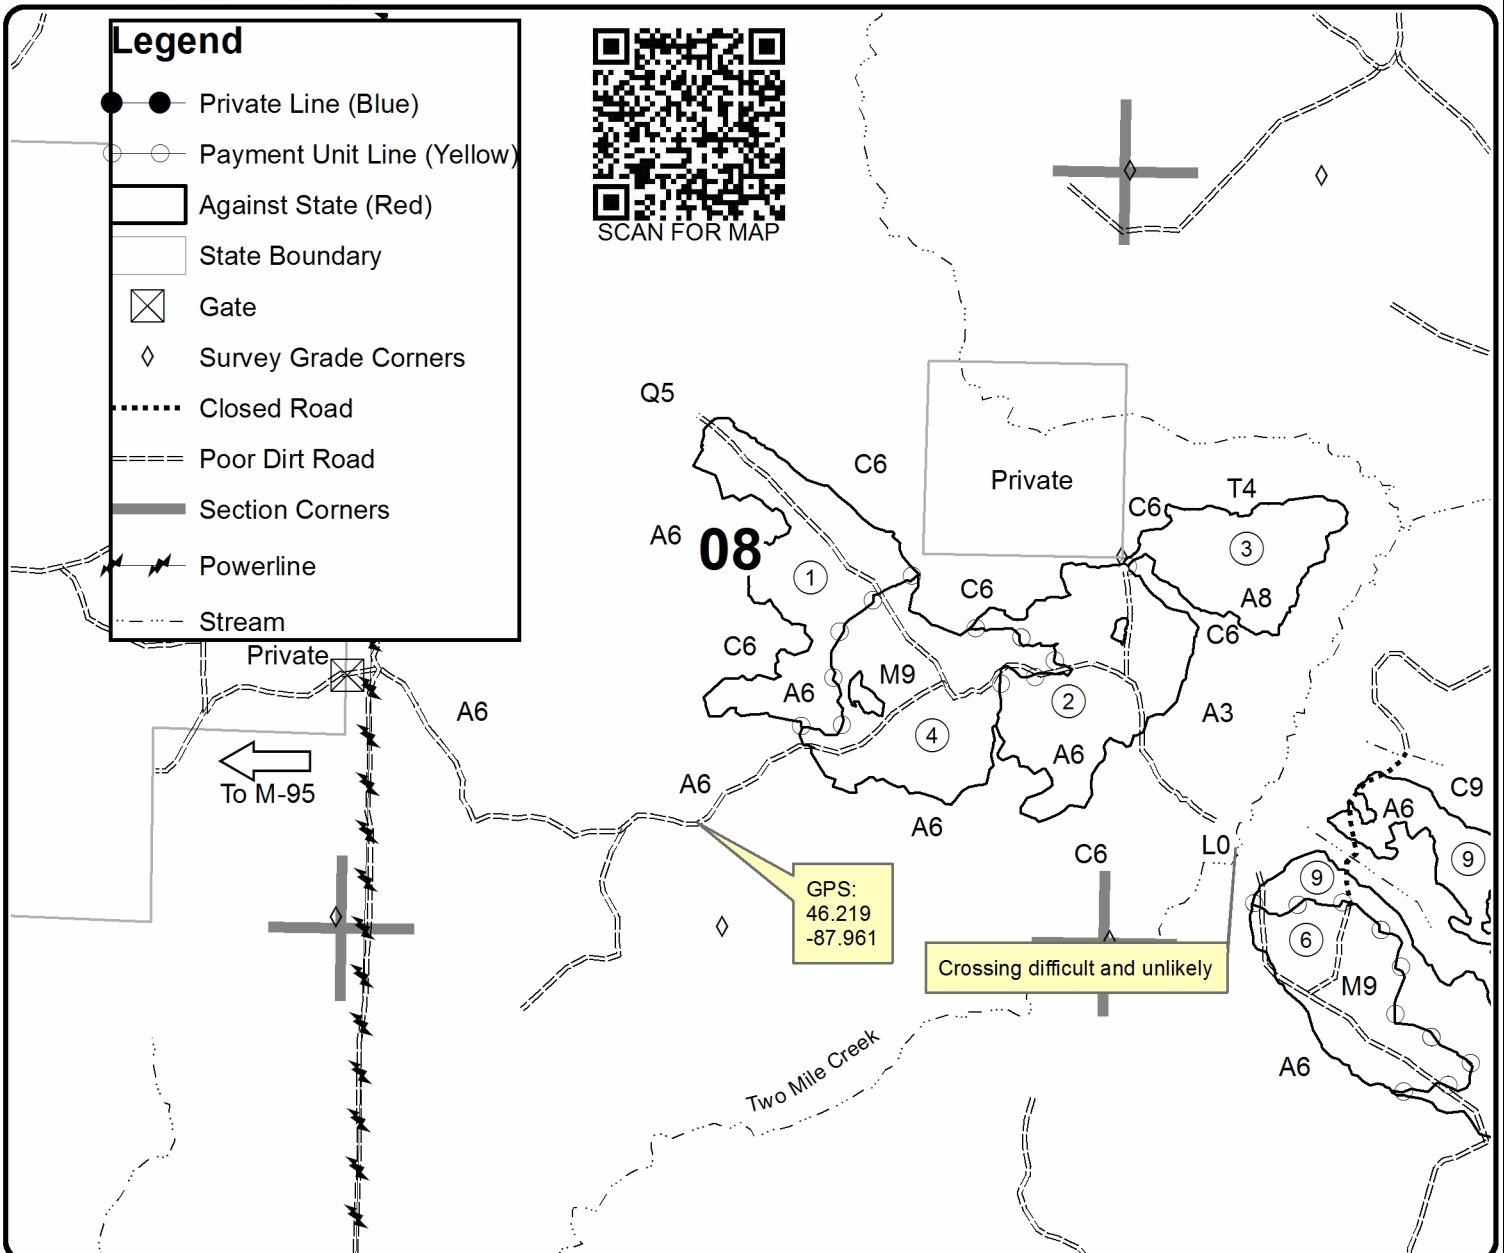 Legend
Private Line (Blue)
Payment Unit Line (Yellow)
Against State (Red)
State Boundary
Gate
Survey Grade Corners
Closed Road
Poor Dirt Road
Section Corners
Powerline
Stream
SCAN FOR MAP
Q5
C6
Private
T4
C6
A6
08
1
3
C6
A8
C6
C6
Private
M9
A6
2
A6
A3
4
A6
To M-95
A6
C9
A6
A6
L0
C6
9
9
GPS:
46.219
-87.961
6
Crossing difficult and unlikely
M9
Two Mile Creek
A6